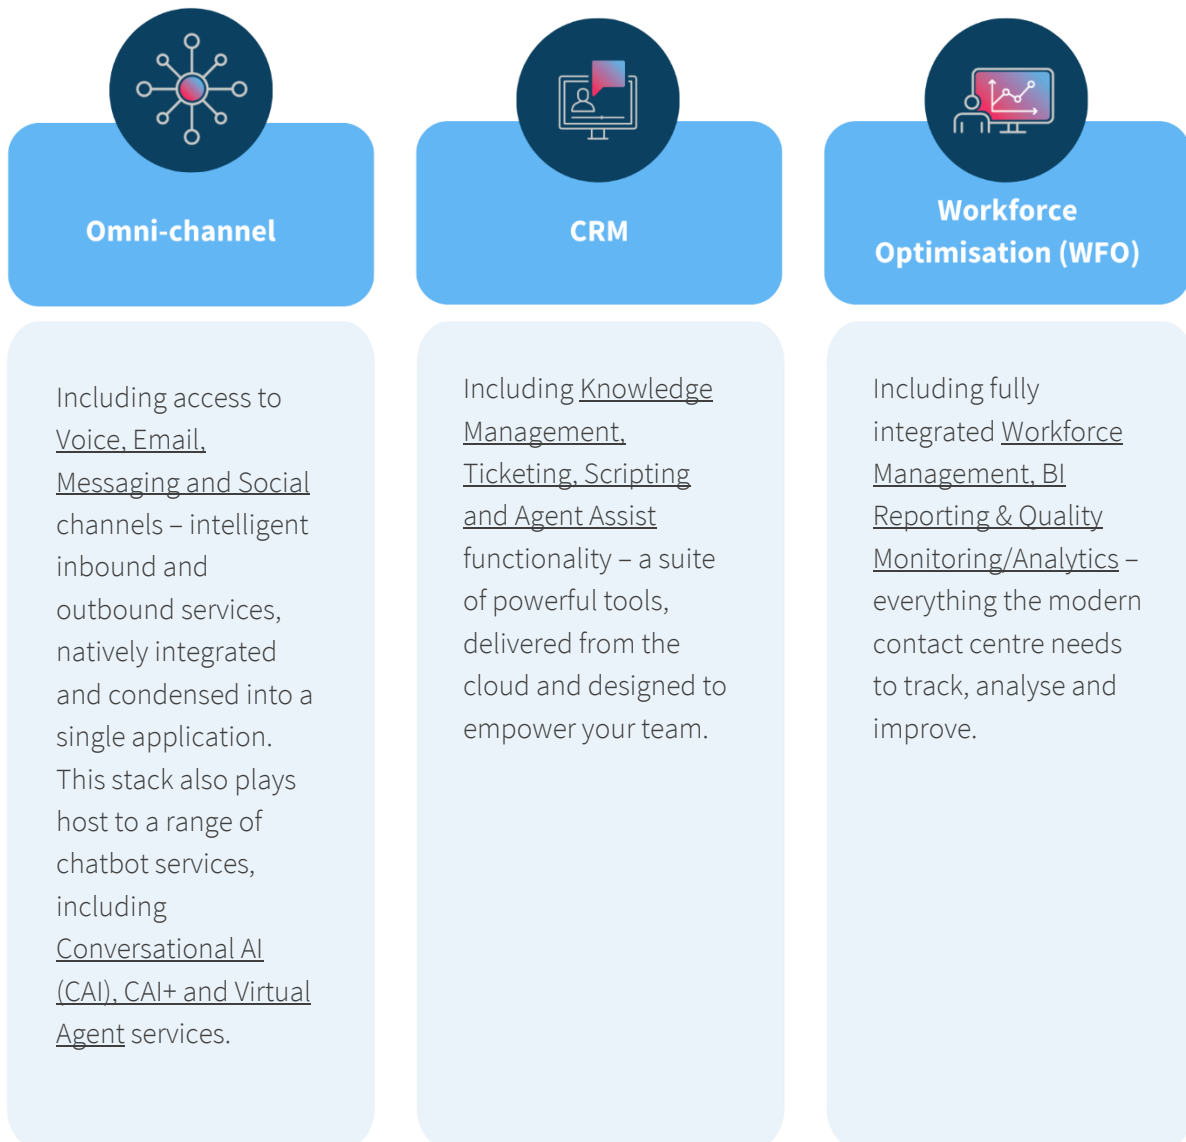 Omni-channel
Including access to
Voice, Email,
Messaging and Social
channels – intelligent
inbound and
outbound services,
natively integrated
and condensed into a
single application.
This stack also plays
host to a range of
chatbot services,
including
Conversational AI
(CAI), CAI+ and Virtual
Agent services.
CRM
Including Knowledge
Management,
Ticketing, Scripting
and Agent Assist
functionality – a suite
of powerful tools,
delivered from the
cloud and designed to
empower your team.
Workforce
Optimisation (WFO)
Including fully
integrated Workforce
Management, BI
Reporting & Quality
Monitoring/Analytics –
everything the modern
contact centre needs
to track, analyse and
improve.